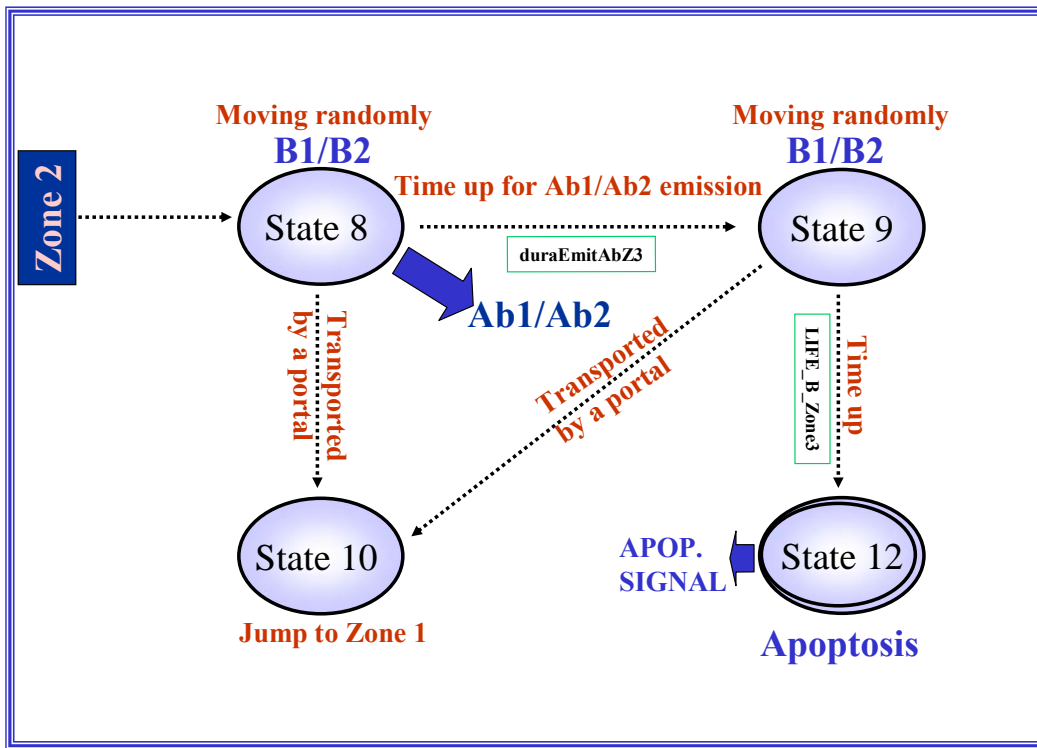 Zone 2
Moving randomly
B1/B2
State 8
Time up for Ab1/Ab2 emission
duraEmitAbZ3
Ab1/Ab2
Moving randomly
B1/B2
State 9
Transported
by a portal
Transported
by a portal
LIFE_B_Zone3
Time up
State 10
Jump to Zone 1
APOP.
SIGNAL
State 12
Apoptosis